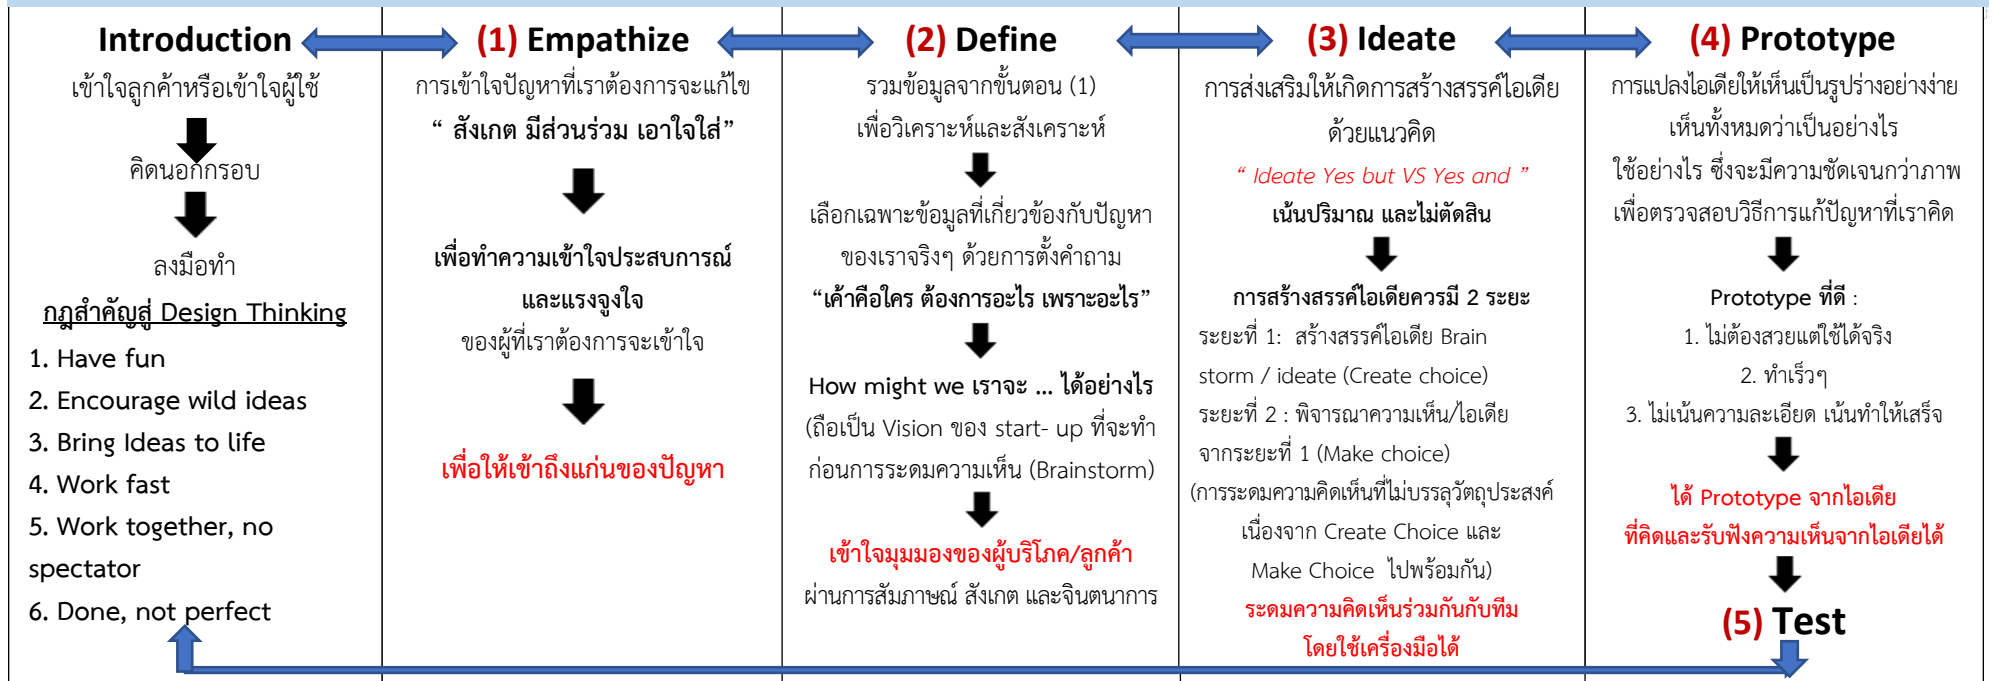 Introduction
เข้าใจลูกค้าหรือเข้าใจผู้ใช้
คิดนอกกรอบ
ลงมือทำ
กฎสำคัญสู่ Design Thinking
1. Have fun
2. Encourage wild ideas
3. Bring Ideas to life
4. Work fast
5. Work together, no
spectator
6. Done, not perfect
(1) Empathize
การเข้าใจปัญหาที่เราต้องการจะแก้ไข
“ สังเกต มีส่วนร่วม เอาใจใส่”
เพื่อทำความเข้าใจประสบการณ์
และแรงจูงใจ
ของผู้ที่เราต้องการจะเข้าใจ
เพื่อให้เข้าถึงแก่นของปัญหา
(2) Define
รวมข้อมูลจากขั้นตอน (1)
เพื่อวิเคราะห์และสังเคราะห์
เลือกเฉพาะข้อมูลที่เกี่ยวข้องกับปัญหา
ของเราจริงๆ ด้วยการตั้งคำถาม
“เค้าคือใคร ต้องการอะไร เพราะอะไร”
How might we เราจะ ... ได้อย่างไร
(ถือเป็น Vision ของ start- up ที่จะทำ
ก่อนการระดมความเห็น (Brainstorm)
เข้าใจมุมมองของผู้บริโภค/ลูกค้า
ผ่านการสัมภาษณ์ สังเกต และจินตนาการ
(3) Ideate
การส่งเสริมให้เกิดการสร้างสรรค์ไอเดีย
ด้วยแนวคิด
“ Ideate Yes but VS Yes and ”
เน้นปริมาณ และไม่ตัดสิน
การสร้างสรรค์ไอเดียควรมี 2 ระยะ
ระยะที่ 1: สร้างสรรค์ไอเดีย Brain
storm / ideate (Create choice)
ระยะที่ 2 : พิจารณาความเห็น/ไอเดีย
จากระยะที่ 1 (Make choice)
(การระดมความคิดเห็นที่ไม่บรรลุวัตถุประสงค์
เนื่องจาก Create Choice และ
Make Choice ไปพร้อมกัน)
ระดมความคิดเห็นร่วมกันกับทีม
โดยใช้เครื่องมือได้
(4) Prototype
การแปลงไอเดียให้เห็นเป็นรูปร่างอย่างง่าย
เห็นทั้งหมดว่าเป็นอย่างไร
ใช้อย่างไร ซึ่งจะมีความชัดเจนกว่าภาพ
เพื่อตรวจสอบวิธีการแก้ปัญหาที่เราคิด
Prototype ที่ดี :
1. ไม่ต้องสวยแต่ใช้ได้จริง
2. ทำเร็วๆ
3. ไม่เน้นความละเอียด เน้นทำให้เสร็จ
ได้ Prototype จากไอเดีย
ที่คิดและรับฟังความเห็นจากไอเดียได้
(5) Test